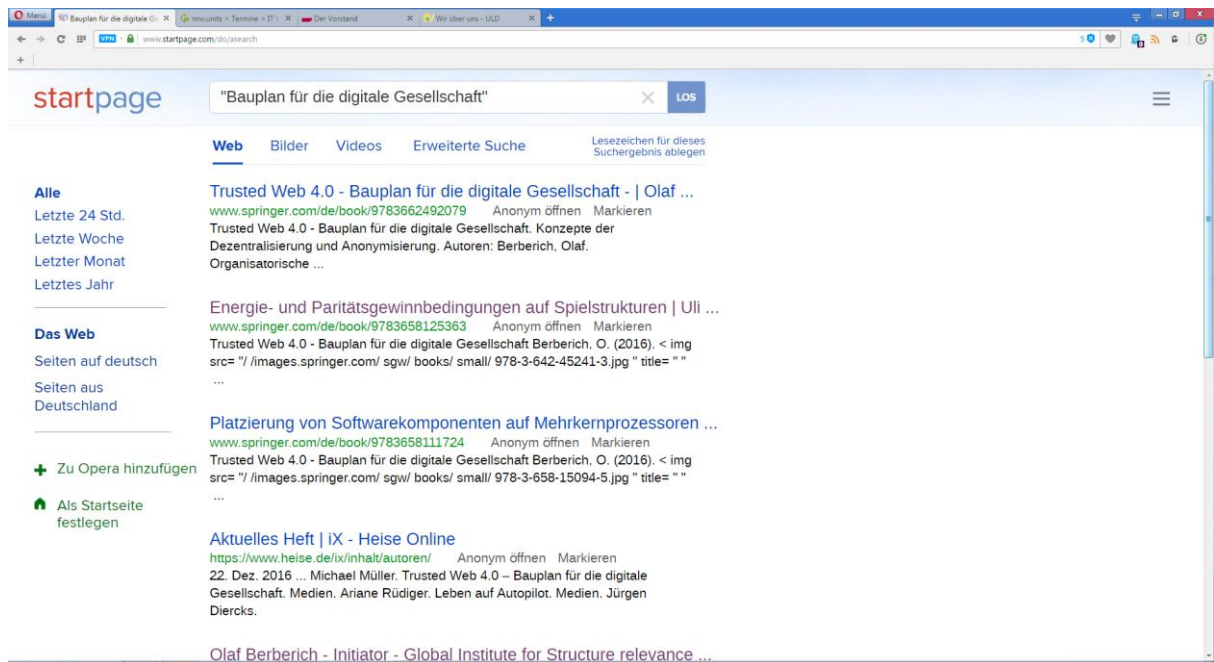 Menü
Bauplan für die digitale Ge
nrw.units > Termine > IT's
Der Vorstand
Wir über uns - ULD
VPN
www.startpage.com/do/asearch
5
startpage
"Bauplan für die digitale Gesellschaft"
LOS
Web Bilder Videos Erweiterte Suche
Lesezeichen für dieses
Suchergebnis ablegen
Alle
Letzte 24 Std.
Letzte Woche
Letzter Monat
Letztes Jahr
Das Web
Seiten auf deutsch
Seiten aus
Deutschland
Zu Opera hinzufügen
Als Startseite
festlegen
Trusted Web 4.0 - Bauplan für die digitale Gesellschaft - | Olaf ...
www.springer.com/de/book/9783662492079 Anonym öffnen Markieren
Trusted Web 4.0 - Bauplan für die digitale Gesellschaft. Konzepte der
Dezentralisierung und Anonymisierung. Autoren: Berberich, Olaf.
Organisatorische ...
Energie- und Paritätsgewinnbedingungen auf Spielstrukturen | Uli ...
www.springer.com/de/book/9783658125363 Anonym öffnen Markieren
Trusted Web 4.0 - Bauplan für die digitale Gesellschaft Berberich, O. (2016). < img
src= "/ /images.springer.com/ sgw/ books/ small/ 978-3-642-45241-3.jpg " title= " "
...
Platzierung von Softwarekomponenten auf Mehrkernprozessoren ...
www.springer.com/de/book/9783658111724 Anonym öffnen Markieren
Trusted Web 4.0 - Bauplan für die digitale Gesellschaft Berberich, O. (2016). < img
src= "/ /images.springer.com/ sgw/ books/ small/ 978-3-658-15094-5.jpg " title= " "
...
Aktuelles Heft | iX - Heise Online
https://www.heise.de/ix/inhalt/autoren/ Anonym öffnen Markieren
22. Dez. 2016 ... Michael Müller. Trusted Web 4.0 – Bauplan für die digitale
Gesellschaft. Medien. Ariane Rüdiger. Leben auf Autopilot. Medien. Jürgen
Diercks.
Olaf Berberich - Initiator - Global Institute for Structure relevance ...